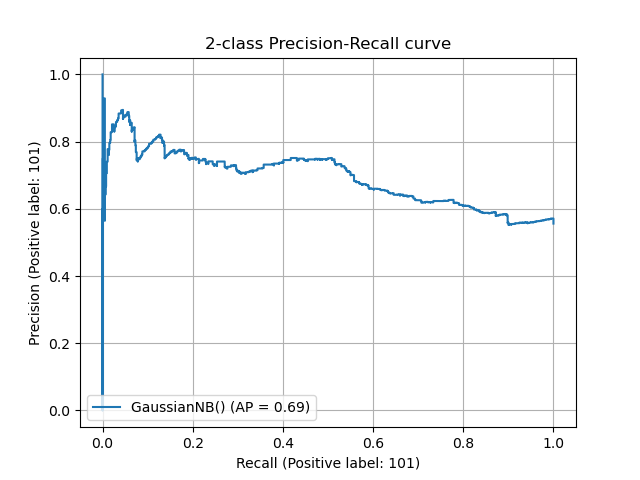 2-class Precision-Recall curve
1.0
0.8
0.6
0.4
0.2
0.0
Precision (Positive label: 101)
GaussianNB() (AP = 0.69)
0.0 0.2 0.4 0.6 0.8 1.0
Recall (Positive label: 101)